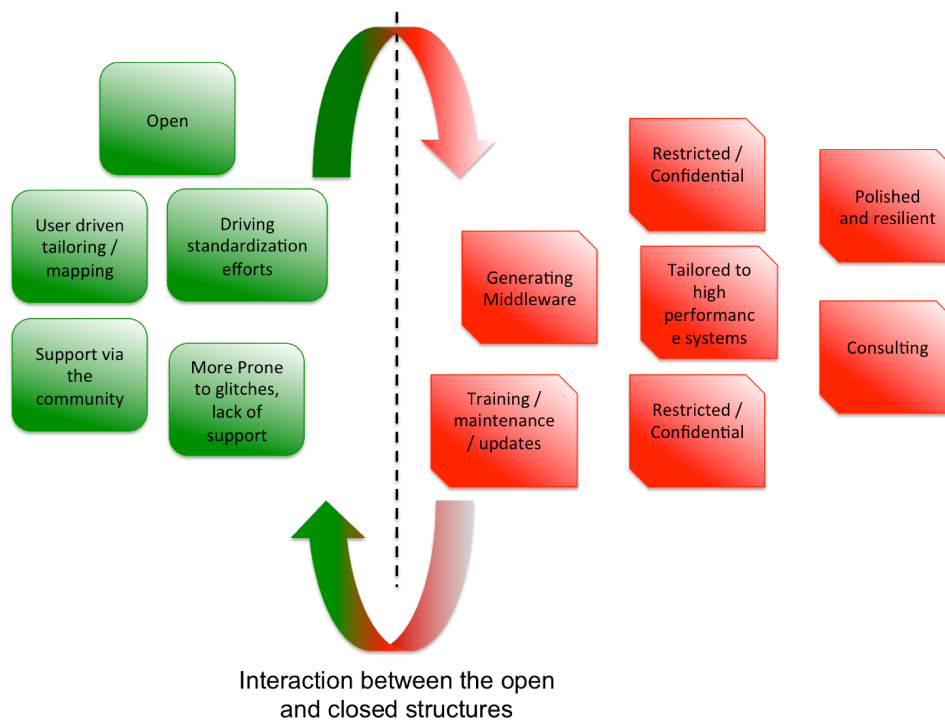 Open
User driven
tailoring /
mapping
Driving
standardization
efforts
Support via
the
community
More Prone
to glitches,
lack of
support
Generating
Middleware
Training /
maintenance
/ updates
Restricted /
Confidential
Tailored to
high
performanc
e systems
Restricted /
Confidential
Polished
and resilient
Consulting
Interaction between the open
and closed structures